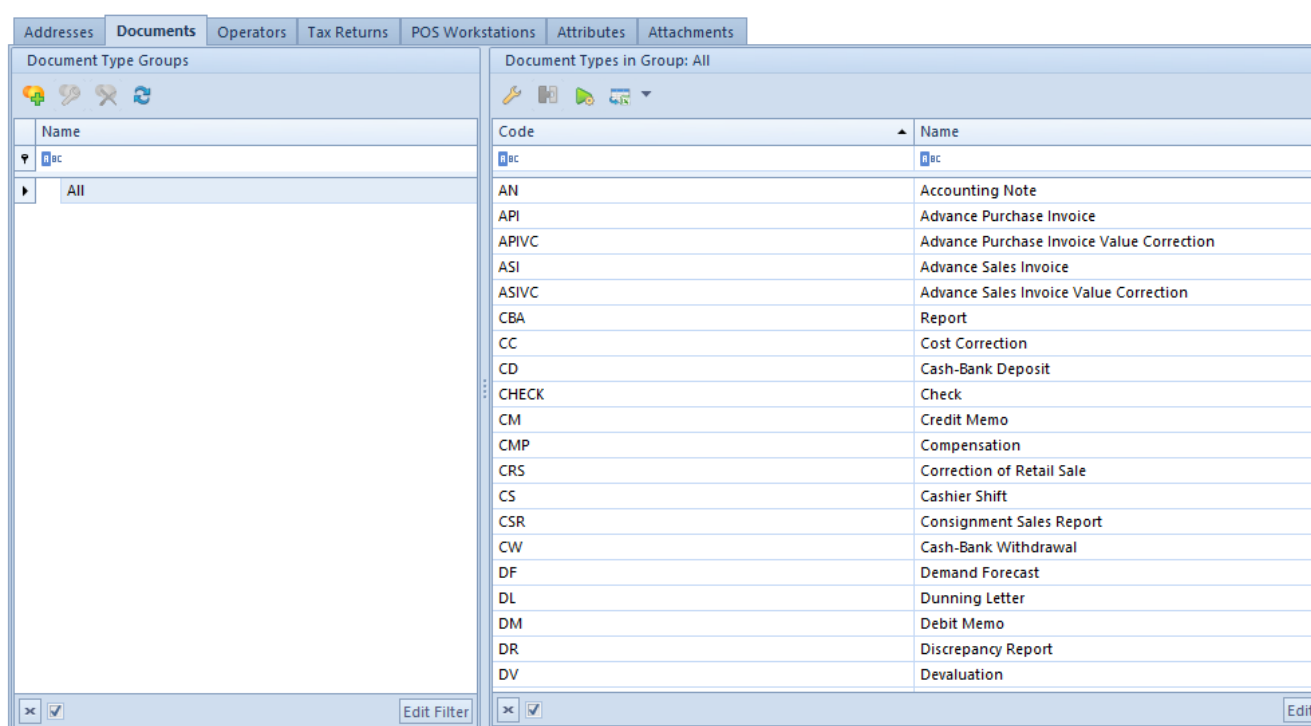 Addresses Documents Operators Tax Returns POS Workstations Attributes Attachments
Document Type Groups
Name
ABC
All
Edit Filter
Document Types in Group: All
Code Name
ABC ABC
AN Accounting Note
API Advance Purchase Invoice
APIVC Advance Purchase Invoice Value Correction
ASI Advance Sales Invoice
ASIVC Advance Sales Invoice Value Correction
CBA Report
CC Cost Correction
CD Cash-Bank Deposit
CHECK Check
CM Credit Memo
CMP Compensation
CRS Correction of Retail Sale
CS Cashier Shift
CSR Consignment Sales Report
CW Cash-Bank Withdrawal
DF Demand Forecast
DL Dunning Letter
DM Debit Memo
DR Discrepancy Report
DV Devaluation
Edit